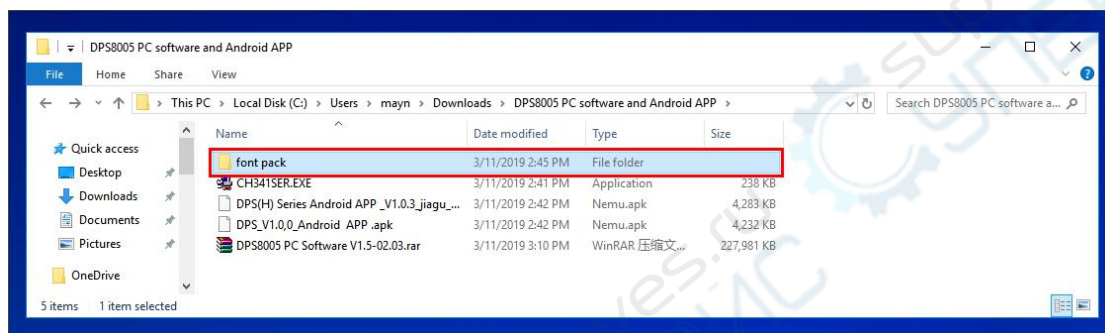 DPS8005 PC software and Android APP
File Home Share View
This PC > Local Disk (C:) > Users > mayn > Downloads > DPS8005 PC software and Android APP > Search DPS8005 PC software a...
Name Date modified Type Size
Quick access
font pack 3/11/2019 2:45 PM File folder
Desktop
CH341SER.EXE 3/11/2019 2:41 PM Application 238 KB
Downloads
DPS(H) Series Android APP _V1.0.3_jiagu_... 3/11/2019 2:42 PM Nemu.apk 4,283 KB
Documents
DPS_V1.0,0_Android APP .apk 3/11/2019 2:42 PM Nemu.apk 4,232 KB
Pictures
DPS8005 PC Software V1.5-02.03.rar 3/11/2019 3:10 PM WinRAR 压缩文... 227,981 KB
OneDrive
5 items 1 item selected